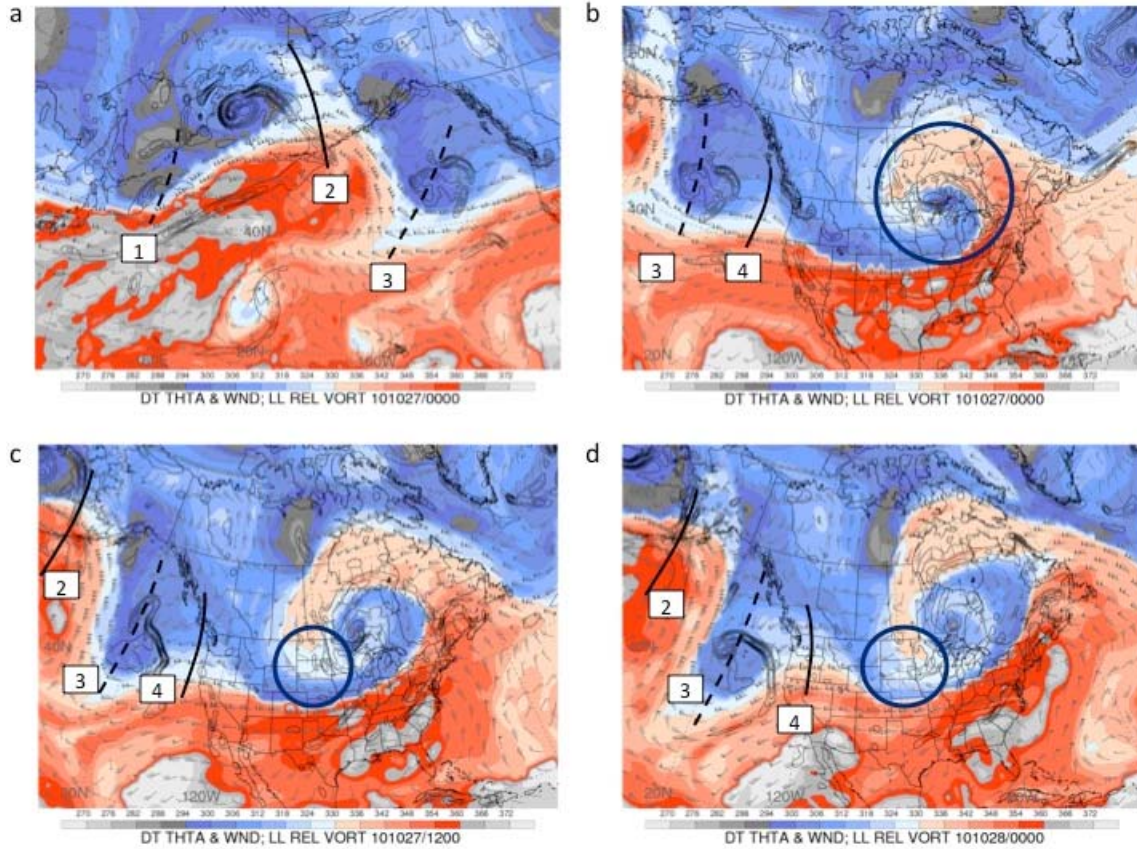 a
40N
20N
1
2
3
270 276 282 288 294 300 306 312 318 324 330 336 342 348 354 360 366 372
DT THTA & WND; LL REL VORT 101027/0000
b
40N
20N
120W
3
4
270 276 282 288 294 300 306 312 318 324 330 336 342 348 354 360 366 372
DT THTA & WND; LL REL VORT 101027/0000
c
2
40N
3
4
120W
270 276 282 288 294 300 306 312 318 324 330 336 342 348 354 360 366 372
DT THTA & WND; LL REL VORT 101027/1200
d
2
40N
3
4
20N
120W
270 276 282 288 294 300 306 312 318 324 330 336 342 348 354 360 366 372
DT THTA & WND; LL REL VORT 101028/0000